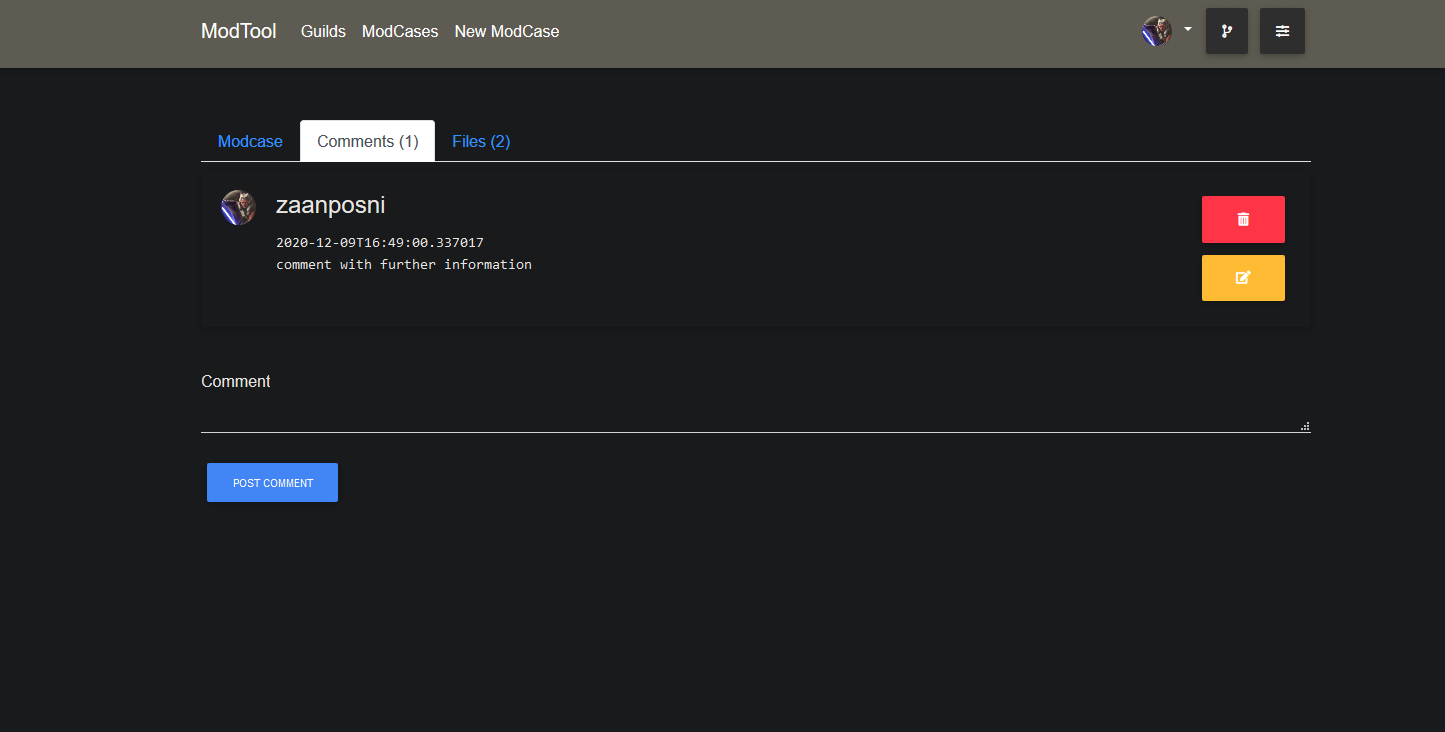 ModTool Guilds ModCases New ModCase
Modcase Comments (1) Files (2)
zaanposni
2020-12-09T16:49:00.337017
comment with further information
Comment
POST COMMENT